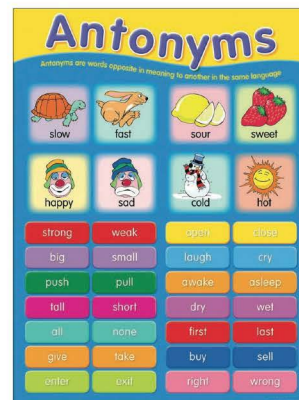 Antonyms
Antonyms are words opposite in meaning to another in the same language
slow fast sour sweet
happy sad cold hot
strong weak open close
big small laugh cry
push pull awake asleep
tall short dry wet
all none first last
give take buy sell
enter exit right wrong